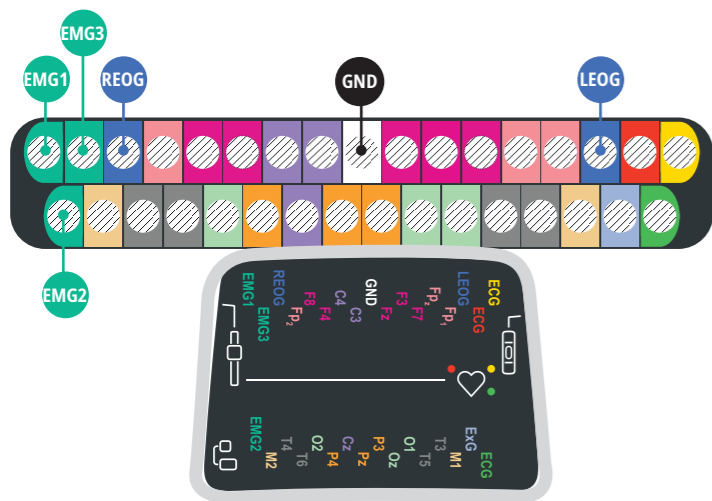 EMG3
EMG1
REOG
GND
LEOG
EMG2
EMG1
EMG3
REOG
Fp2
F8
F4
C4
C3
GND
Fz
F3
F7
Fpz
Fp1
LEOG
ECG
ECG
EMG2
M2
T4
T6
O2
P4
Cz
Pz
P3
Oz
O1
T5
T3
M1
ExG
ECG